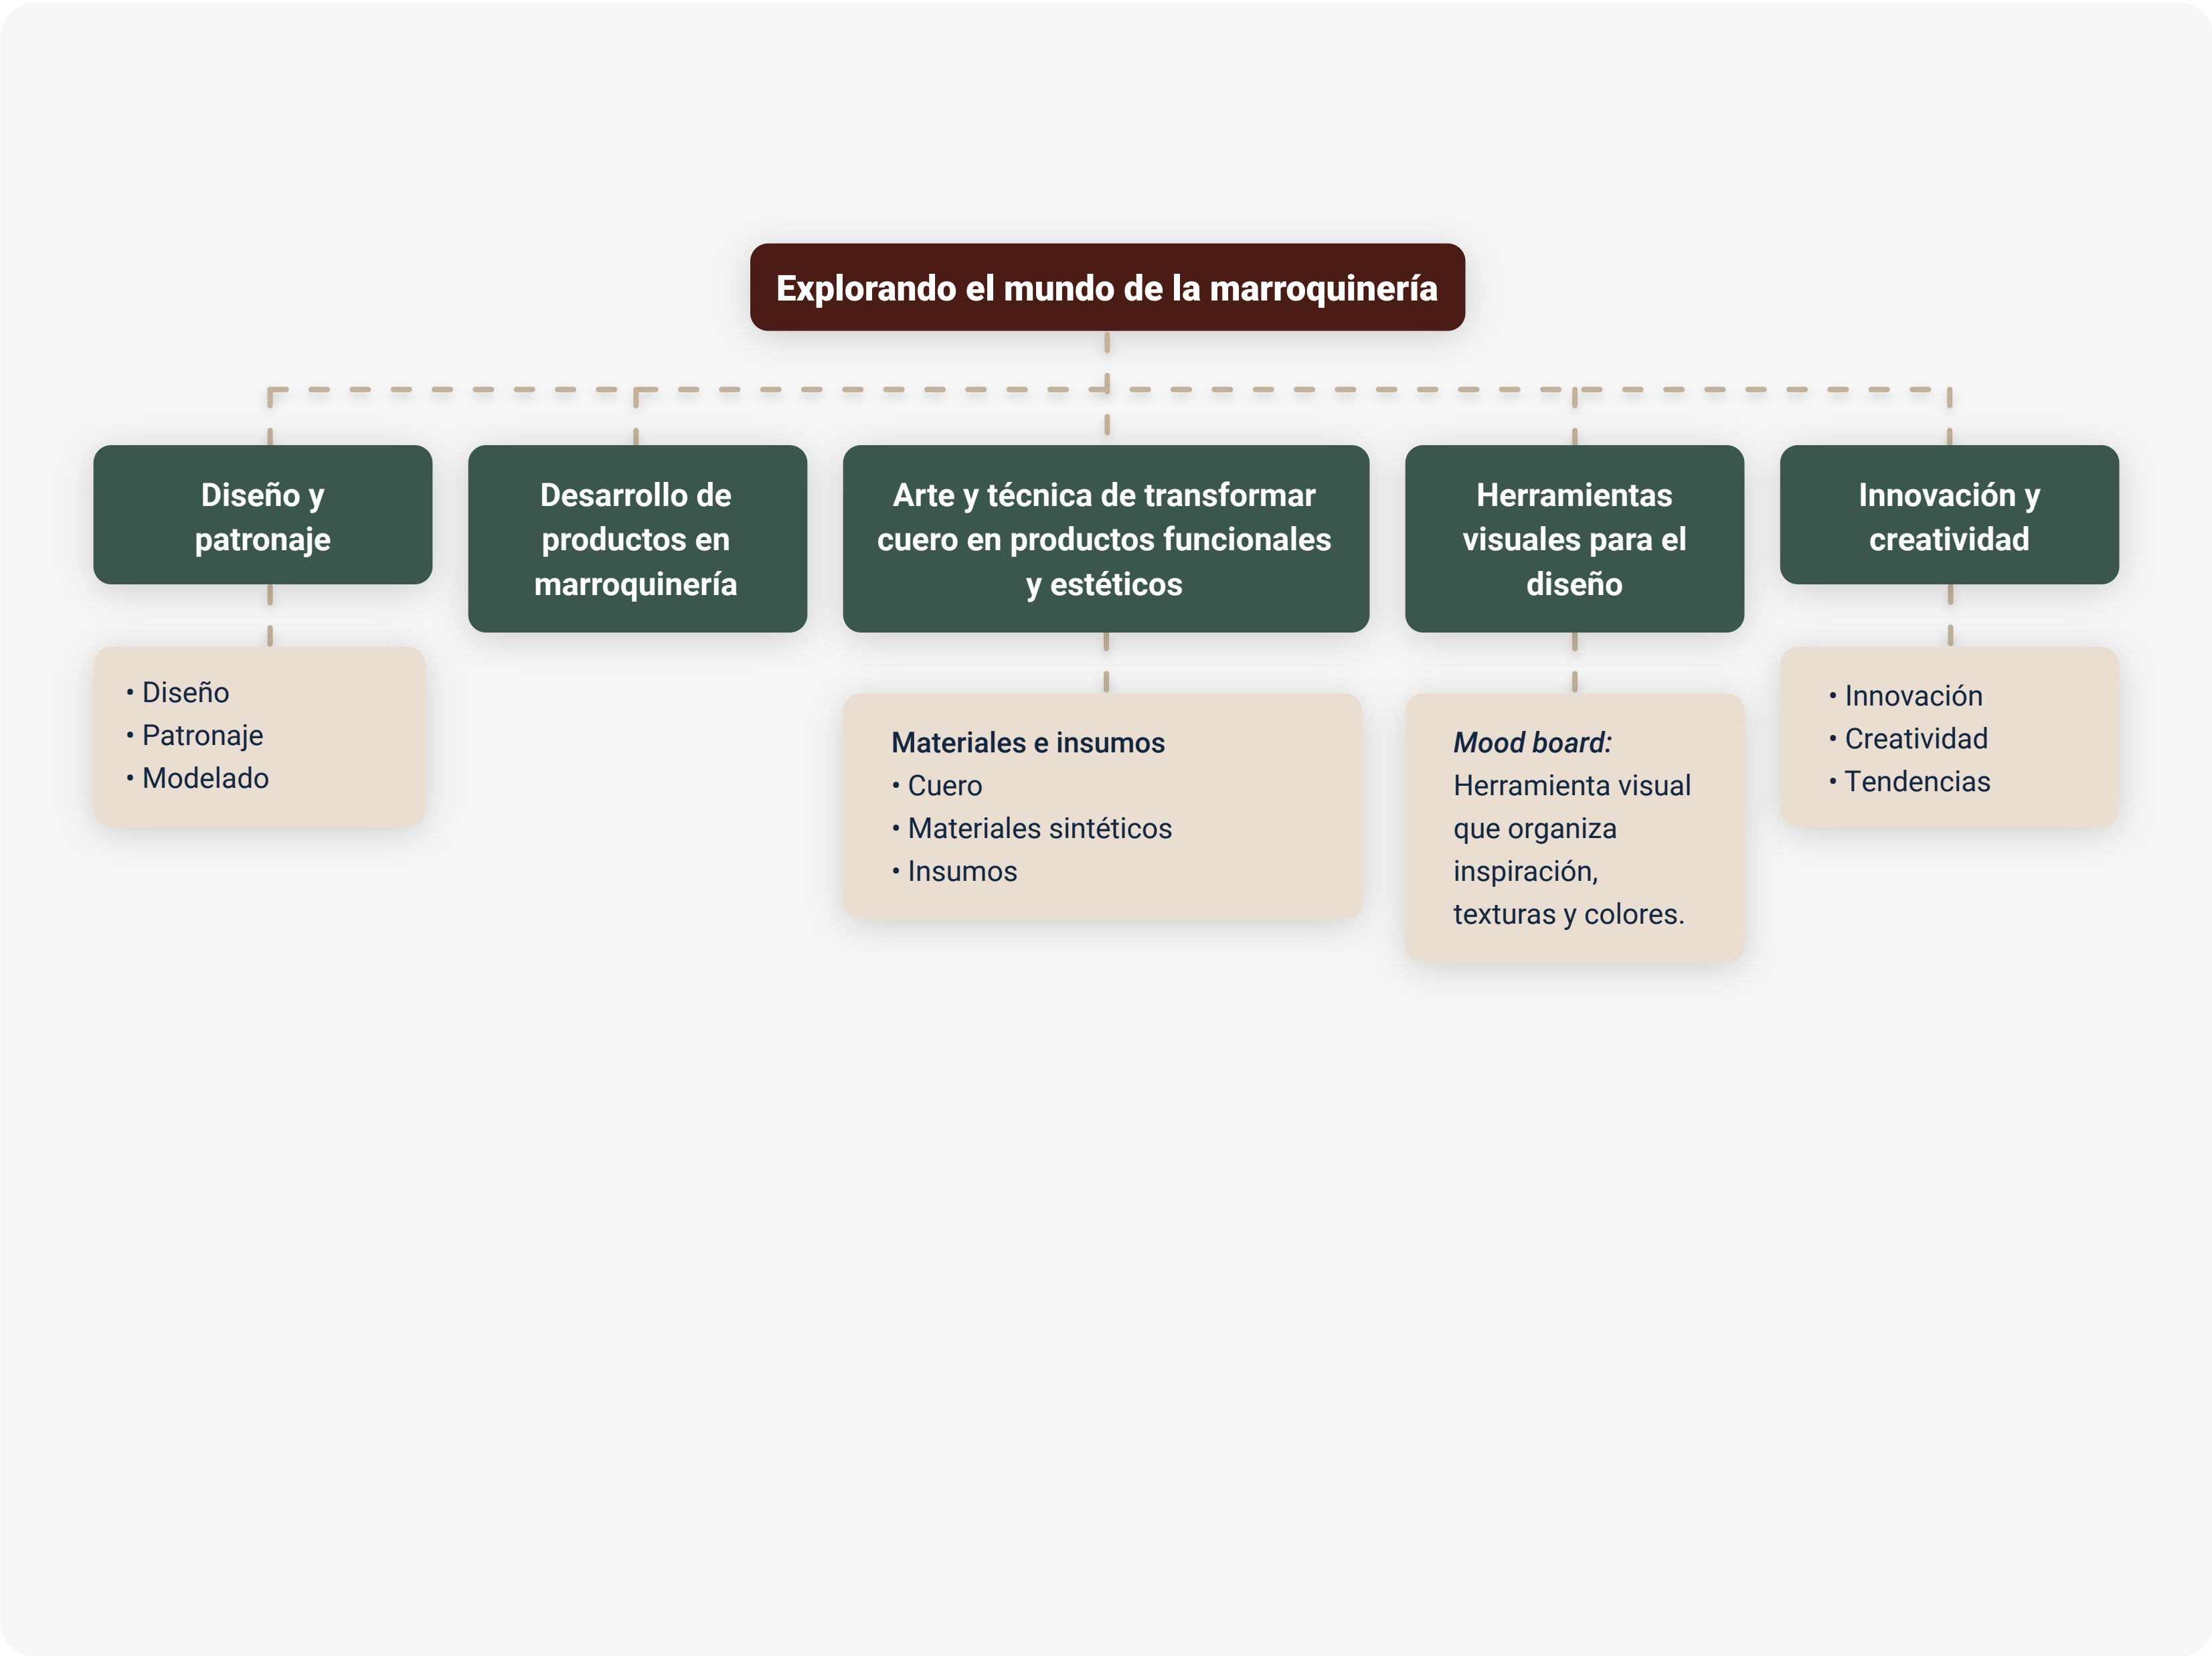 Explorando el mundo de la marroquinería
Diseño y
patronaje
• Diseño
• Patronaje
• Modelado
Desarrollo de
productos en
marroquinería
Arte y técnica de transformar
cuero en productos funcionales
y estéticos
Materiales e insumos
• Cuero
• Materiales sintéticos
• Insumos
Herramientas
visuales para el
diseño
Mood board:
Herramienta visual
que organiza
inspiración,
texturas y colores.
Innovación y
creatividad
• Innovación
• Creatividad
• Tendencias